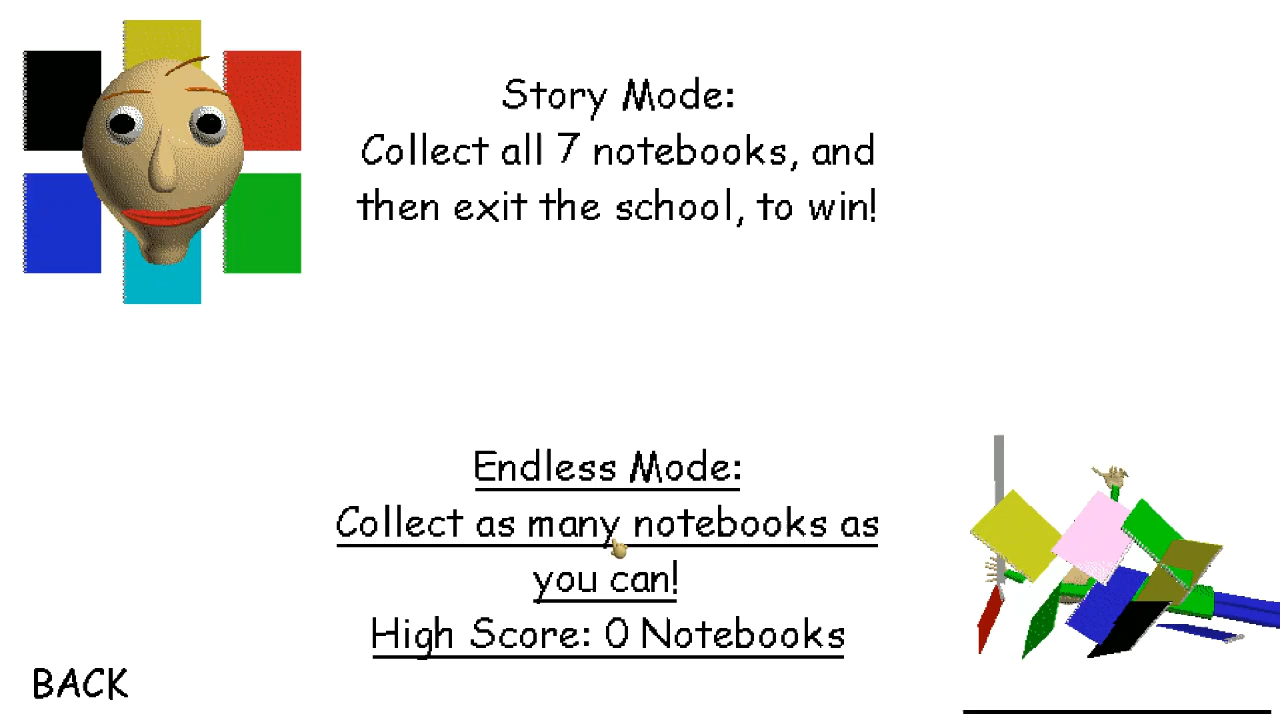 Story Mode:
Collect all 7 notebooks, and
then exit the school, to win!
Endless Mode:
Collect as many notebooks as
you can!
High Score: 0 Notebooks
BACK